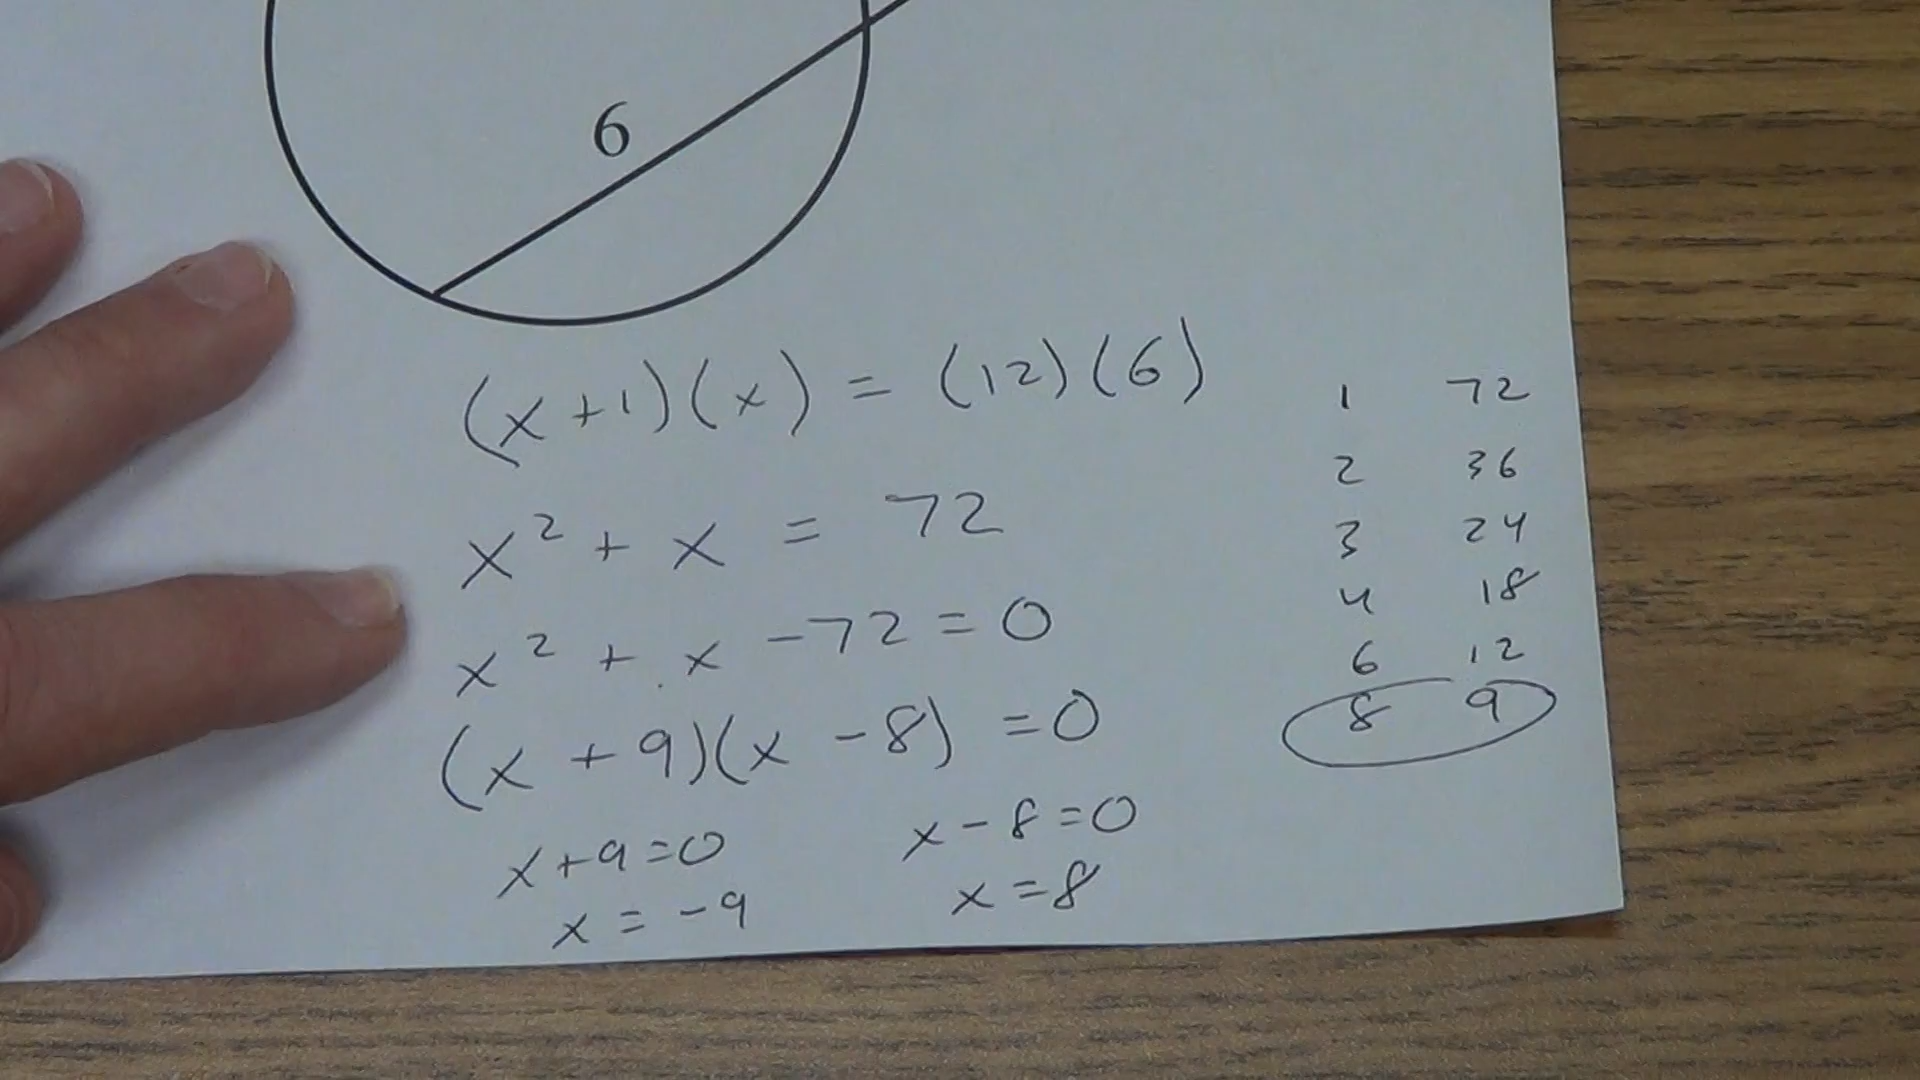 6
(x+1)(x) = (12)(6)
x² + x = 72
x² + x - 72 = 0
(x + 9)(x - 8) = 0
x + 9 = 0 x - 8 = 0
x = -9 x = 8
1 72
2 36
3 24
4 18
6 12
8 9